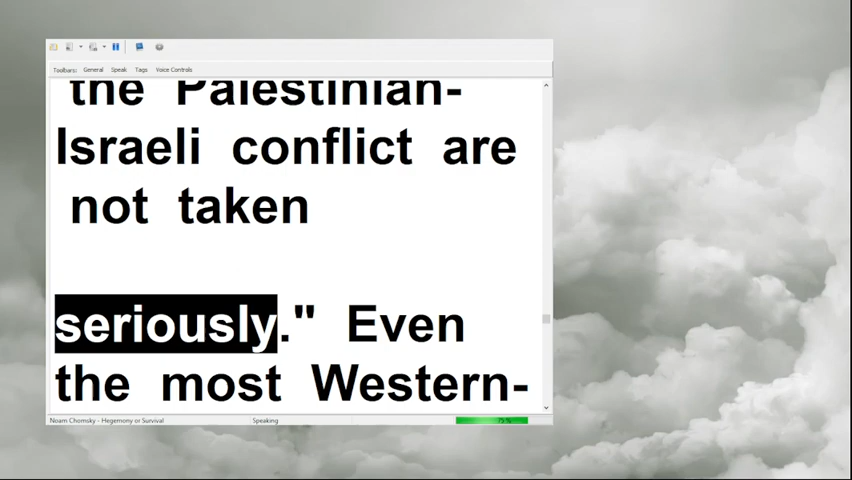 Toolbars: General Speak Tags Voice Controls
the Palestinian-
Israeli conflict are
not taken
seriously." Even
the most Western-
Noam Chomsky - Hegemony or Survival Speaking 75 %